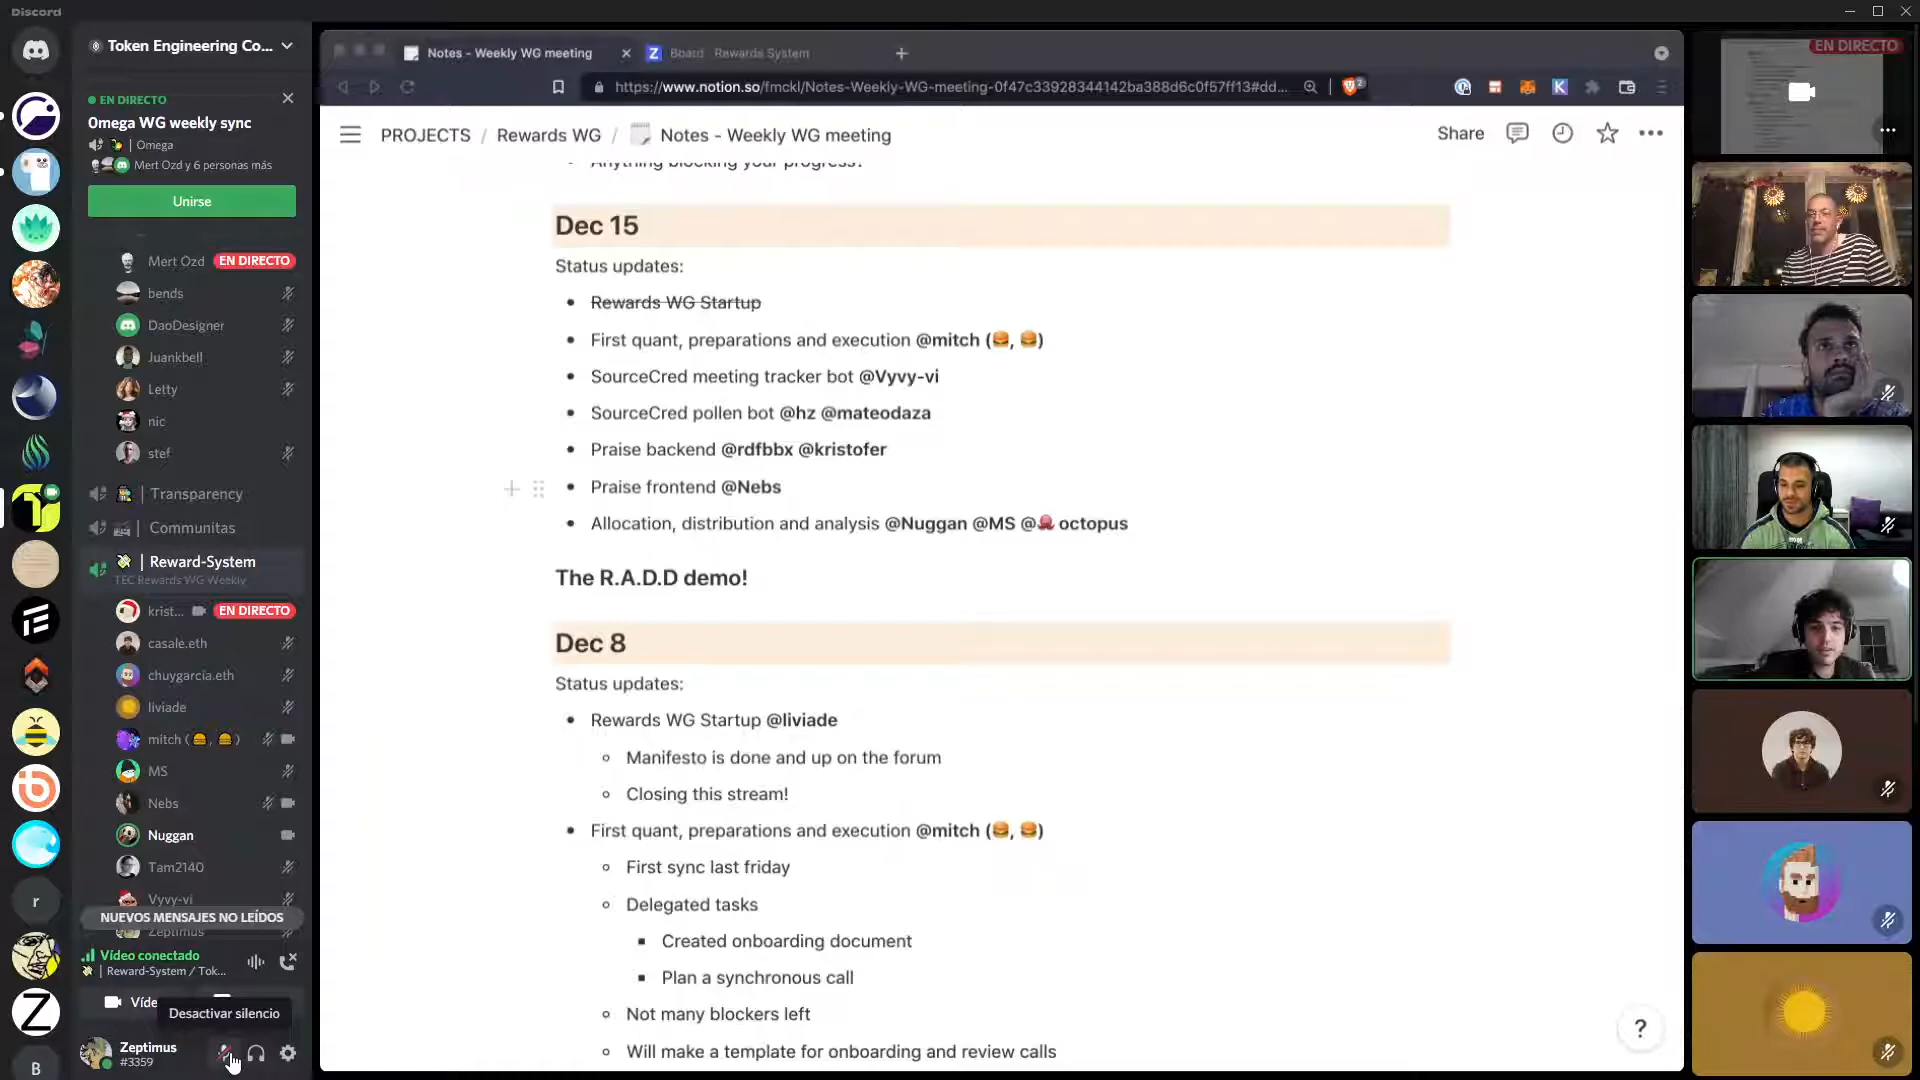 Discord
Token Engineering Co...
EN DIRECTO
Omega WG weekly sync
Omega
Mert Ozd y 6 personas más
Unirse
Mert Ozd EN DIRECTO
bends
DaoDesigner
Juankbell
Letty
nic
stef
Transparency
Communitas
Reward-System
TEC Rewards WG Weekly
krist... EN DIRECTO
casale.eth
chuygarcia.eth
liviade
mitch (🍔, 🍔)
MS
Nebs
Nuggan
Tam2140
Vyvy-vi
NUEVOS MENSAJES NO LEÍDOS
Zeptimus
Vídeo conectado
Reward-System / Tok...
Víde
Desactivar silencio
Zeptimus
#3359
r
Z
B
Notes - Weekly WG meeting
Z Board · Rewards System
https://www.notion.so/fmckl/Notes-Weekly-WG-meeting-0f47c33928344142ba388d6c0f57ff13#dd...
2
K
PROJECTS / Rewards WG / Notes - Weekly WG meeting
Share
Anything blocking your progress?
Dec 15
Status updates:
Rewards WG Startup
First quant, preparations and execution @mitch (🍔, 🍔)
SourceCred meeting tracker bot @Vyvy-vi
SourceCred pollen bot @hz @mateodaza
Praise backend @rdfbbx @kristofer
Praise frontend @Nebs
Allocation, distribution and analysis @Nuggan @MS @🐙 octopus
The R.A.D.D demo!
Dec 8
Status updates:
Rewards WG Startup @liviade
Manifesto is done and up on the forum
Closing this stream!
First quant, preparations and execution @mitch (🍔, 🍔)
First sync last friday
Delegated tasks
Created onboarding document
Plan a synchronous call
Not many blockers left
Will make a template for onboarding and review calls
?
EN DIRECTO